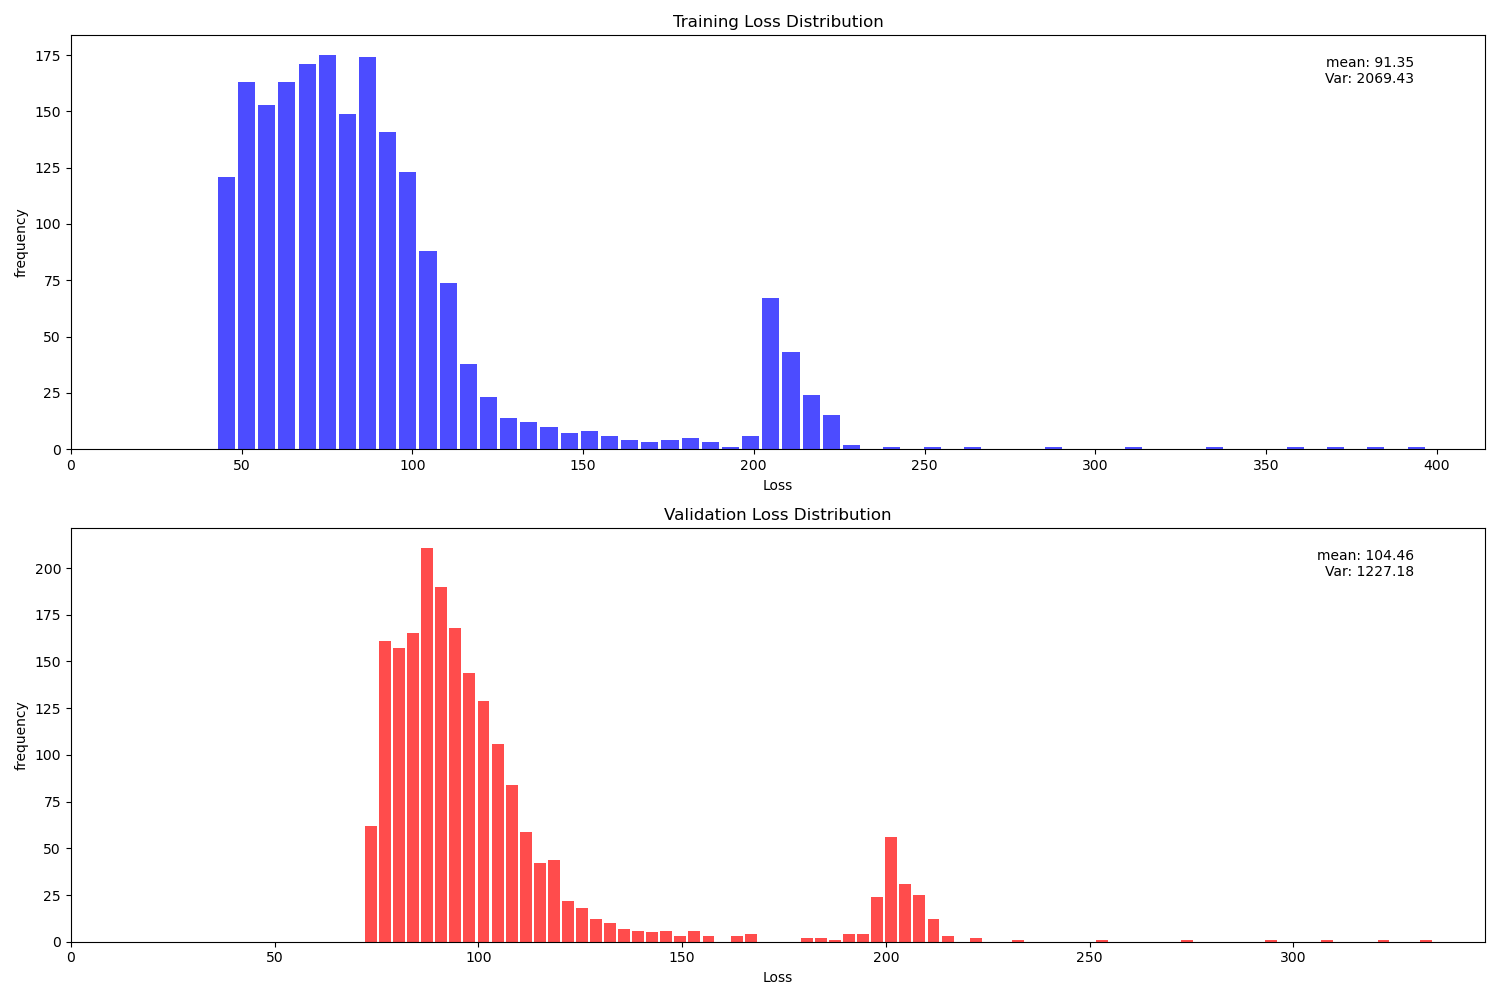 Training Loss Distribution
mean: 91.35
Var: 2069.43
175
150
125
100
75
50
25
0
frequency
0 50 100 150 200 250 300 350 400
Loss
Validation Loss Distribution
mean: 104.46
Var: 1227.18
200
175
150
125
100
75
50
25
0
frequency
0 50 100 150 200 250 300
Loss